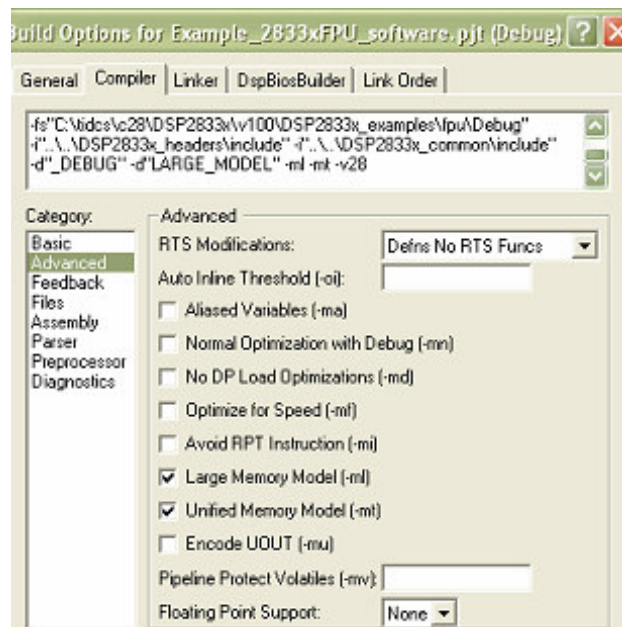 Build Options for Example_2833xFPU_software.pjt (Debug)
General Compiler Linker DspBiosBuilder Link Order
-fs"C:\tidcs\c28\DSP2833x\v100\DSP2833x_examples\fpu\Debug"
-i"..\..\DSP2833x_headers\include" -i"..\..\DSP2833x_common\include"
-d"_DEBUG" -d"LARGE_MODEL" -ml -mt -v28
Category:
Basic
Advanced
Feedback
Files
Assembly
Parser
Preprocessor
Diagnostics
Advanced
RTS Modifications: Defns No RTS Funcs
Auto Inline Threshold (-oi):
Aliased Variables (-ma)
Normal Optimization with Debug (-mn)
No DP Load Optimizations (-md)
Optimize for Speed (-mf)
Avoid RPT Instruction (-mi)
Large Memory Model (-ml)
Unified Memory Model (-mt)
Encode UOUT (-mu)
Pipeline Protect Volatiles (-mv):
Floating Point Support: None